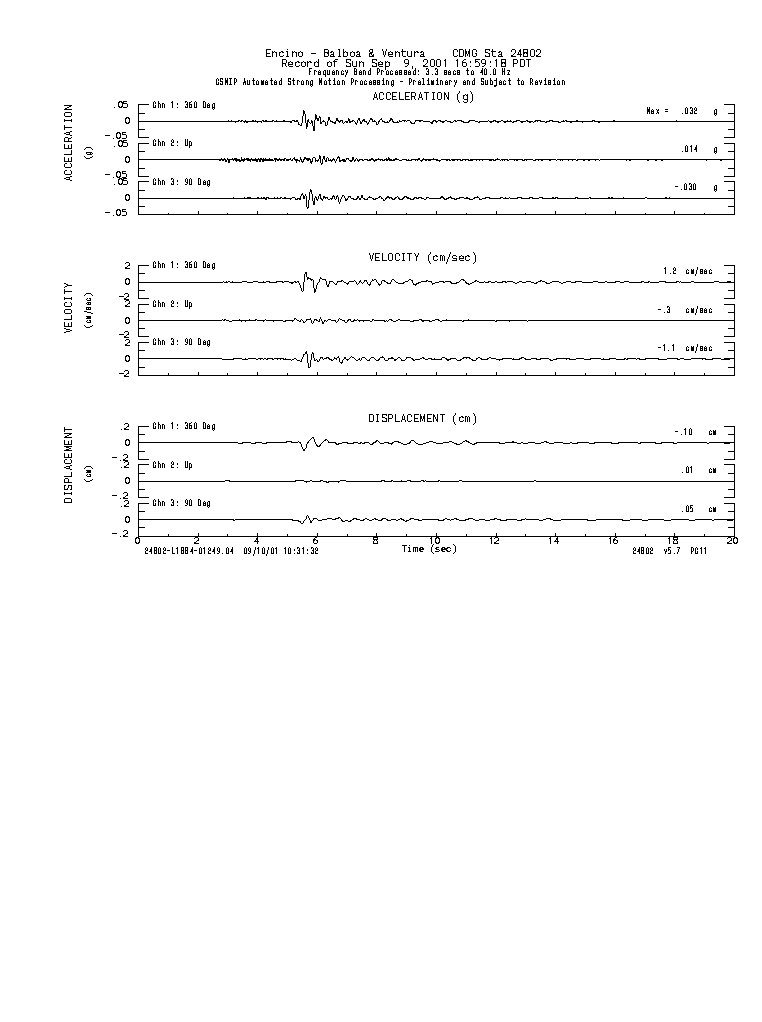 Encino - Balboa & Ventura    CDMG Sta 24802
Record of Sun Sep  9, 2001 16:59:18 PDT
Frequency Band Processed: 3.3 secs to 40.0 Hz
CSMIP Automated Strong Motion Processing - Preliminary and Subject to Revision
ACCELERATION (g)
ACCELERATION
(g)
.05
0
-.05
Chn 1: 360 Deg
Max =  .032  g
.05
0
-.05
Chn 2: Up
.014  g
.05
0
-.05
Chn 3: 90 Deg
-.030  g
VELOCITY (cm/sec)
VELOCITY
(cm/sec)
2
0
-2
Chn 1: 360 Deg
1.2  cm/sec
2
0
-2
Chn 2: Up
-.3  cm/sec
2
0
-2
Chn 3: 90 Deg
-1.1  cm/sec
DISPLACEMENT (cm)
DISPLACEMENT
(cm)
.2
0
-.2
Chn 1: 360 Deg
-.10  cm
.2
0
-.2
Chn 2: Up
.01  cm
.2
0
-.2
Chn 3: 90 Deg
.05  cm
0 2 4 6 8 10 12 14 16 18 20
Time (sec)
24802-L1884-01249.04  09/10/01 10:31:32
24802  v5.7  PC11